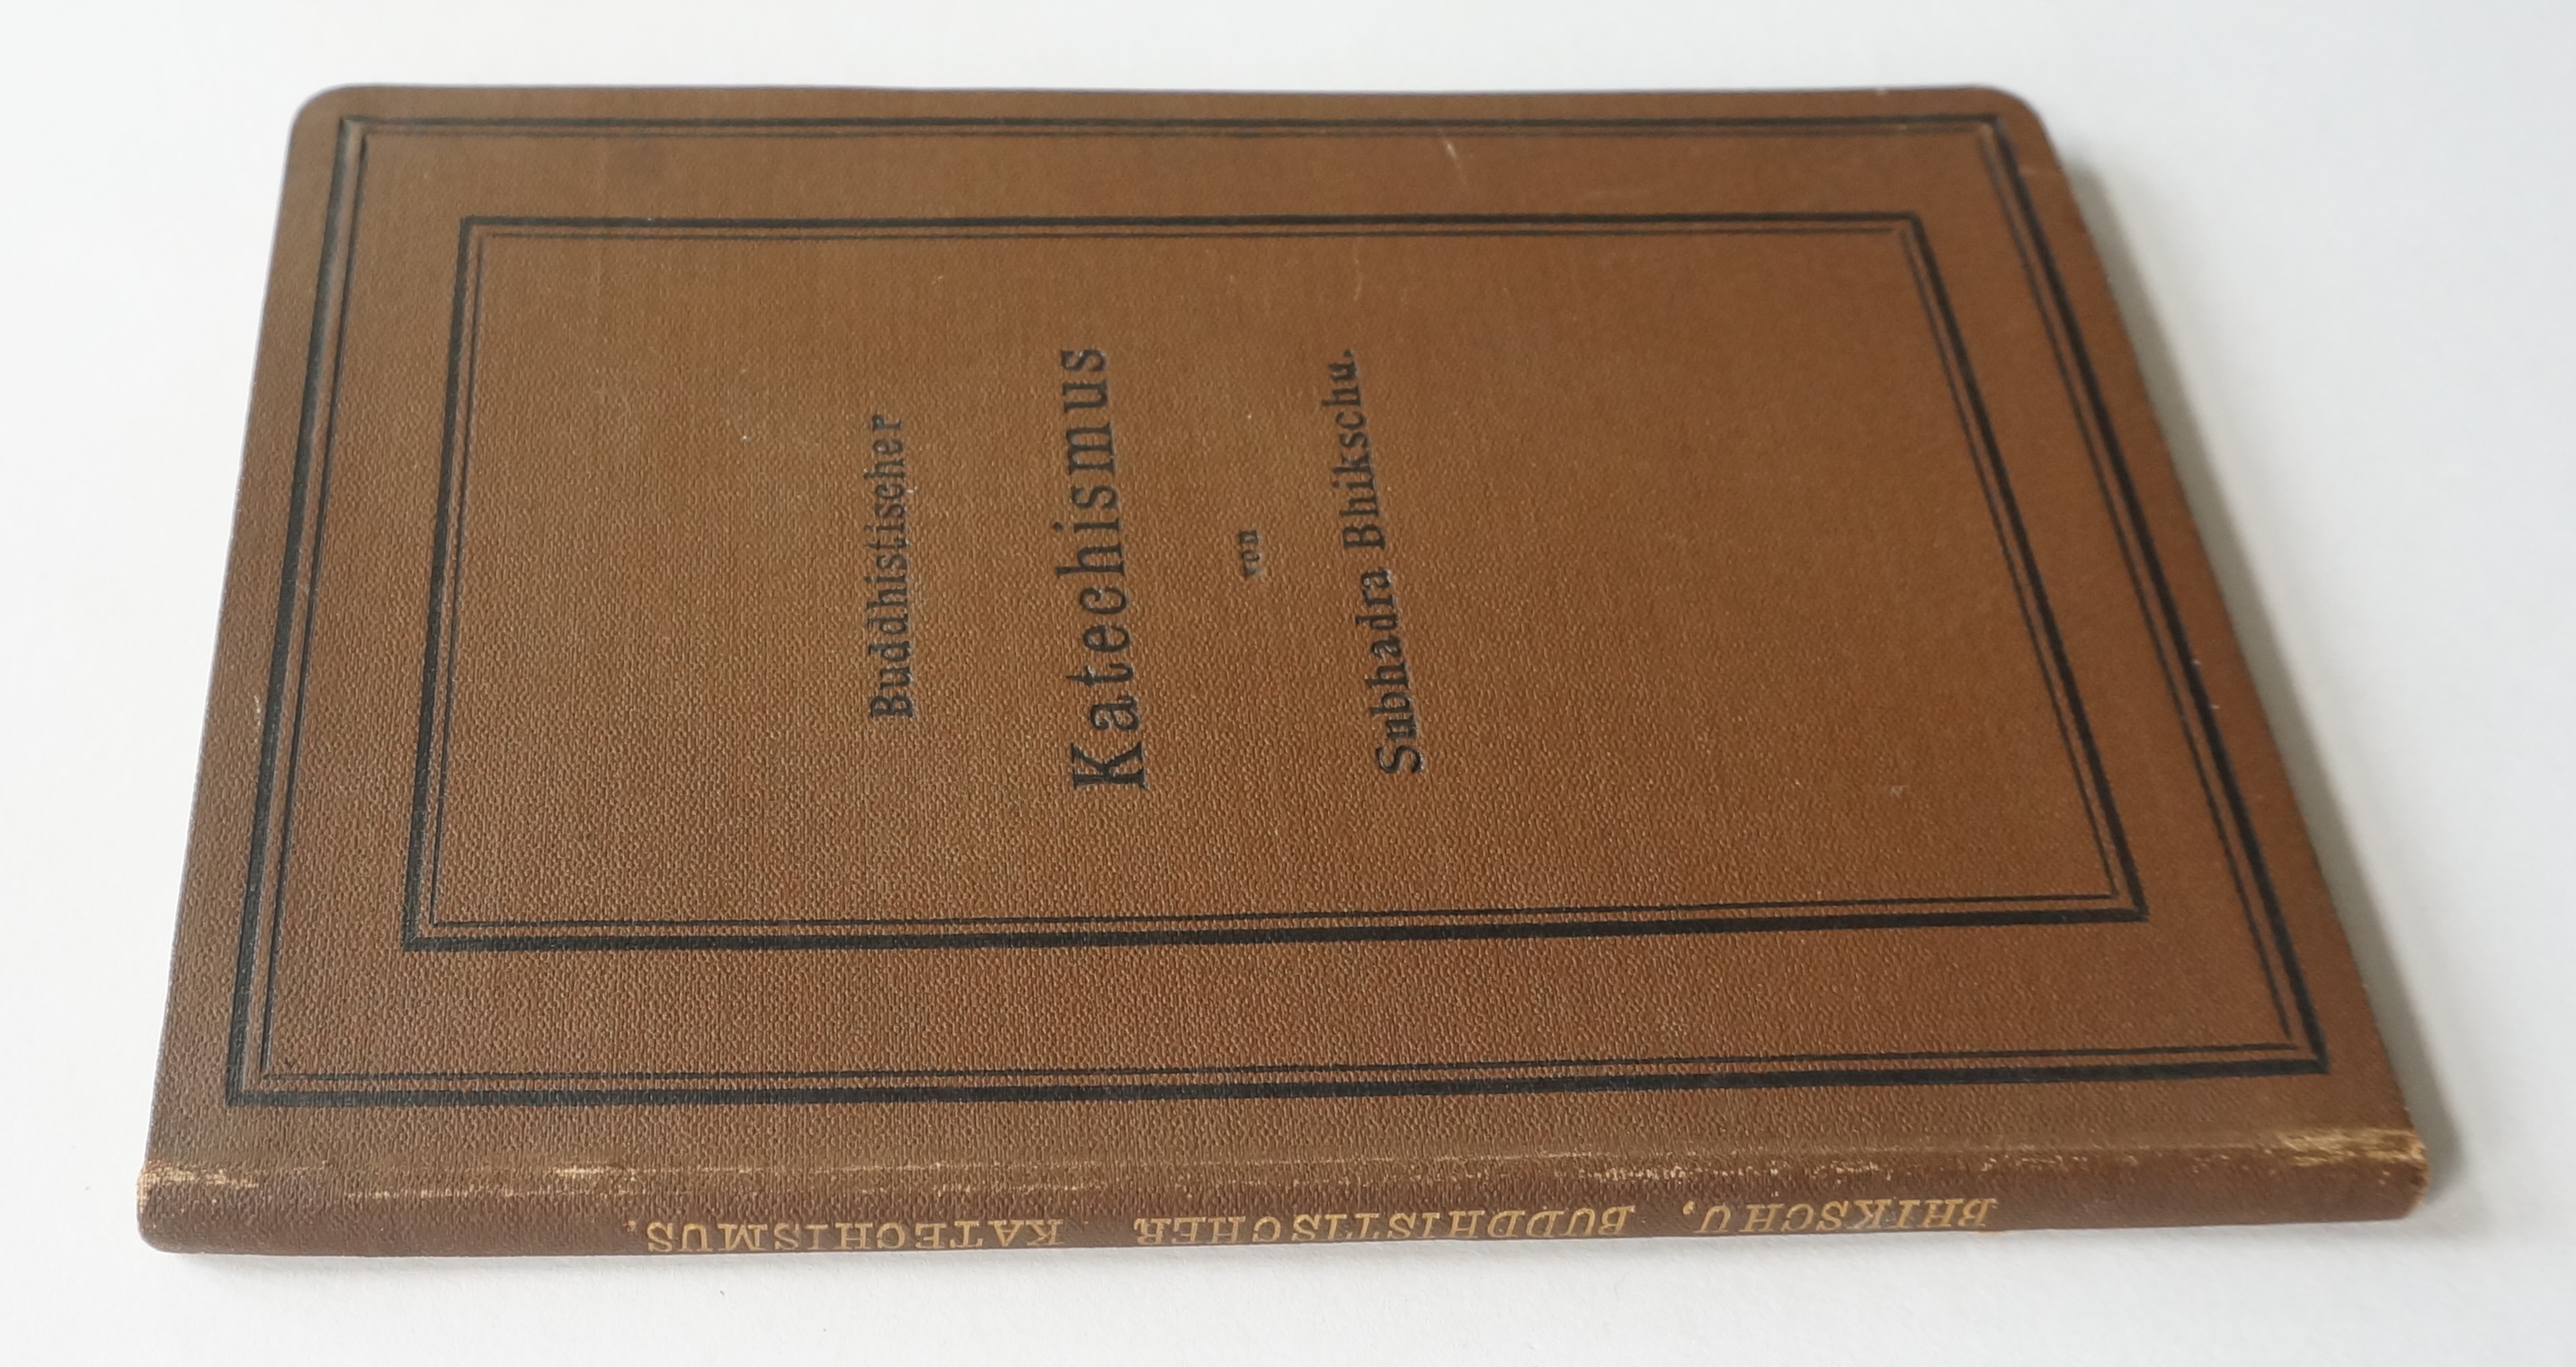 Buddhistischer
Katechismus
von
Subhadra Bhikschu.
BHIKSCHU, BUDDHISTISCHER KATECHISMUS.